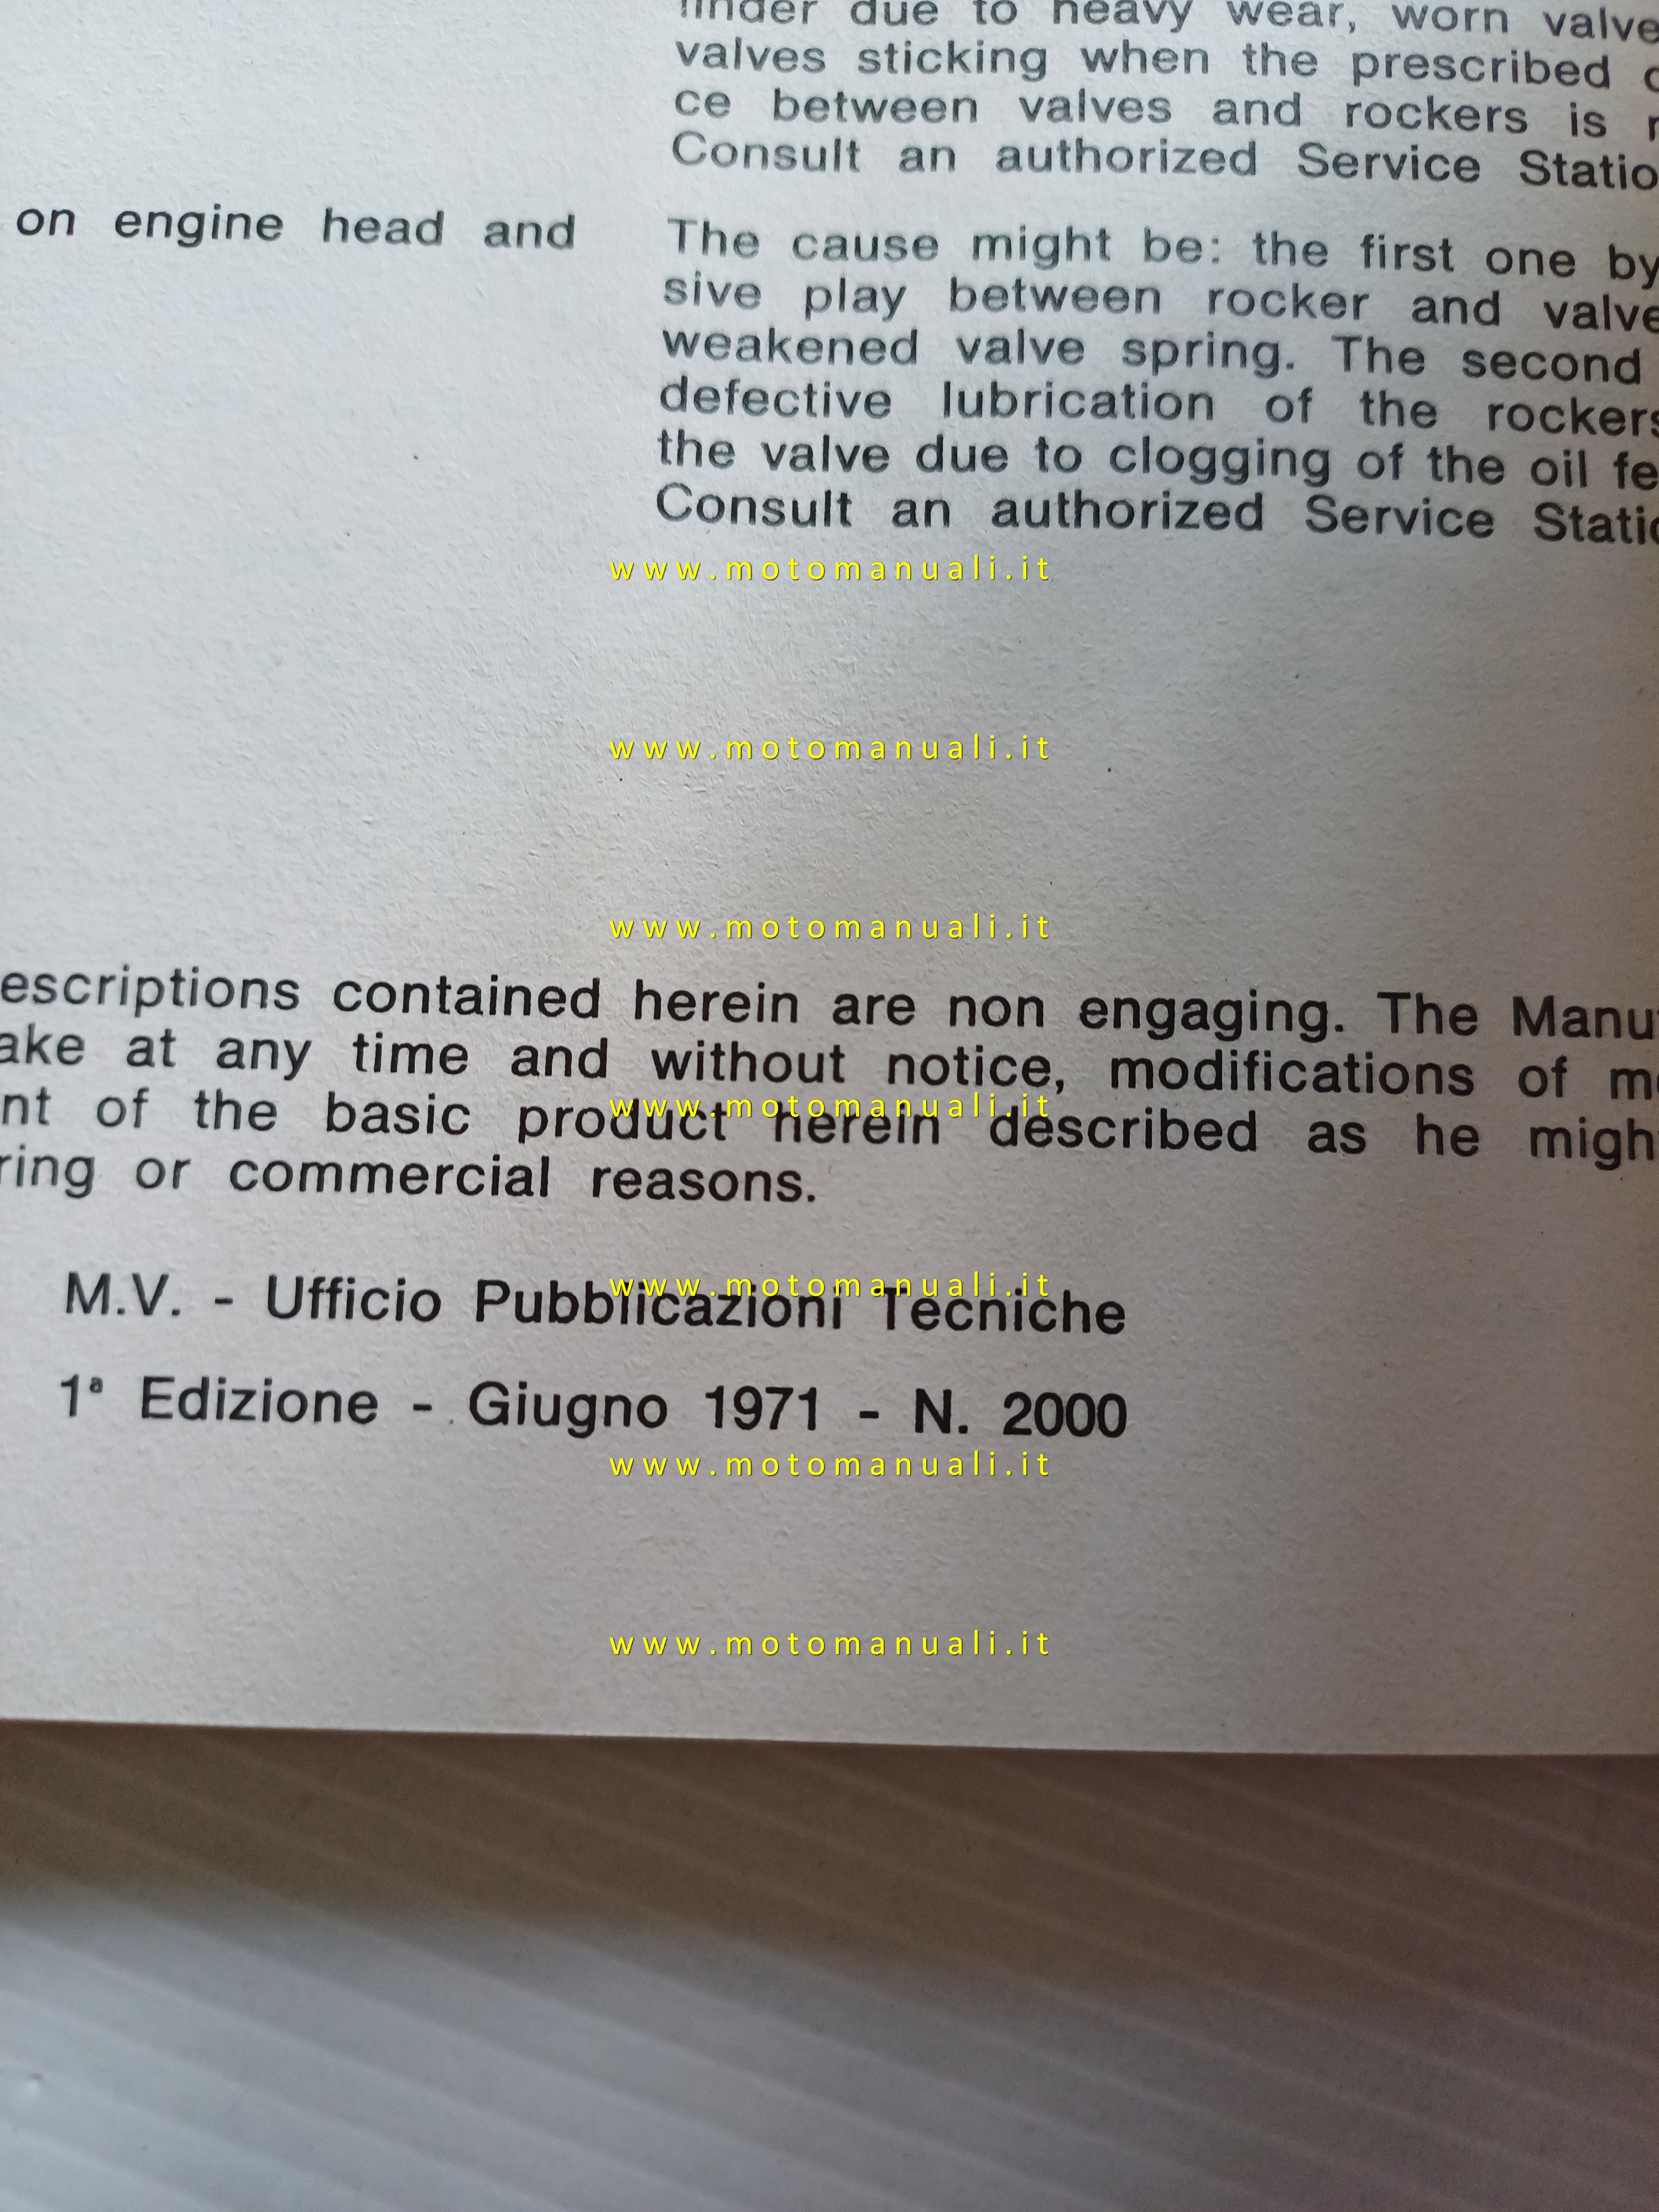 due to heavy wear, worn valve
valves sticking when the prescribed
ce between valves and rockers is
Consult an authorized Service Statio
on engine head and
The cause might be: the first one by
sive play between rocker and valve
weakened valve spring. The second
defective lubrication of the rockers
the valve due to clogging of the oil fe
Consult an authorized Service Statio
www.motomanuali.it
www.motomanuali.it
www.motomanuali.it
escriptions contained herein are non engaging. The Manu
ake at any time and without notice, modifications of m
nt of the basic product herein described as he migh
www.motomanuali.it
ring or commercial reasons.
www.motomanuali.it
M.V. - Ufficio Pubblicazioni Tecniche
1ª Edizione - Giugno 1971 - N. 2000
www.motomanuali.it
www.motomanuali.it